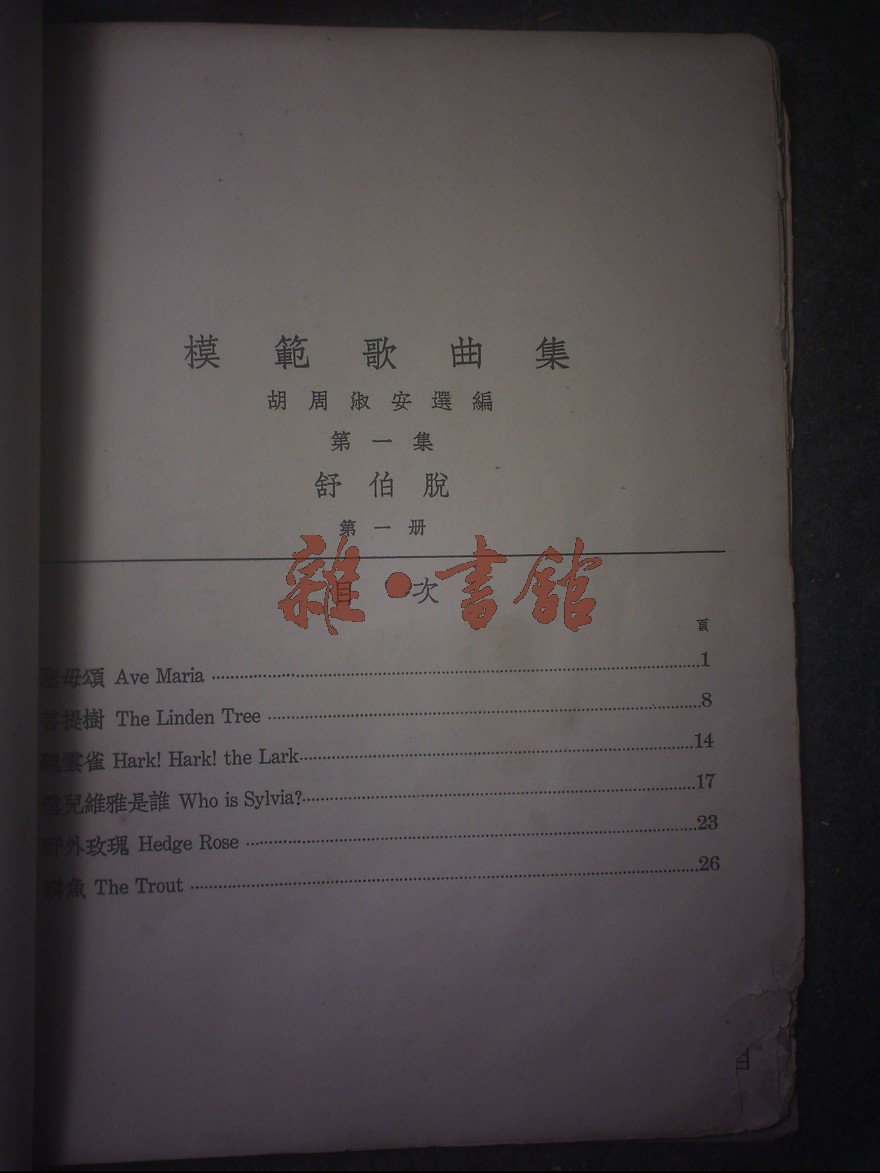 模範歌曲集
胡周淑安選編
第一集
舒伯脫
第一册
目次
雜·書館
頁
母頌 Ave Maria 1
提樹 The Linden Tree 8
雲雀 Hark! Hark! the Lark 14
兒維雅是誰 Who is Sylvia? 17
野外玫瑰 Hedge Rose 23
魚 The Trout 26